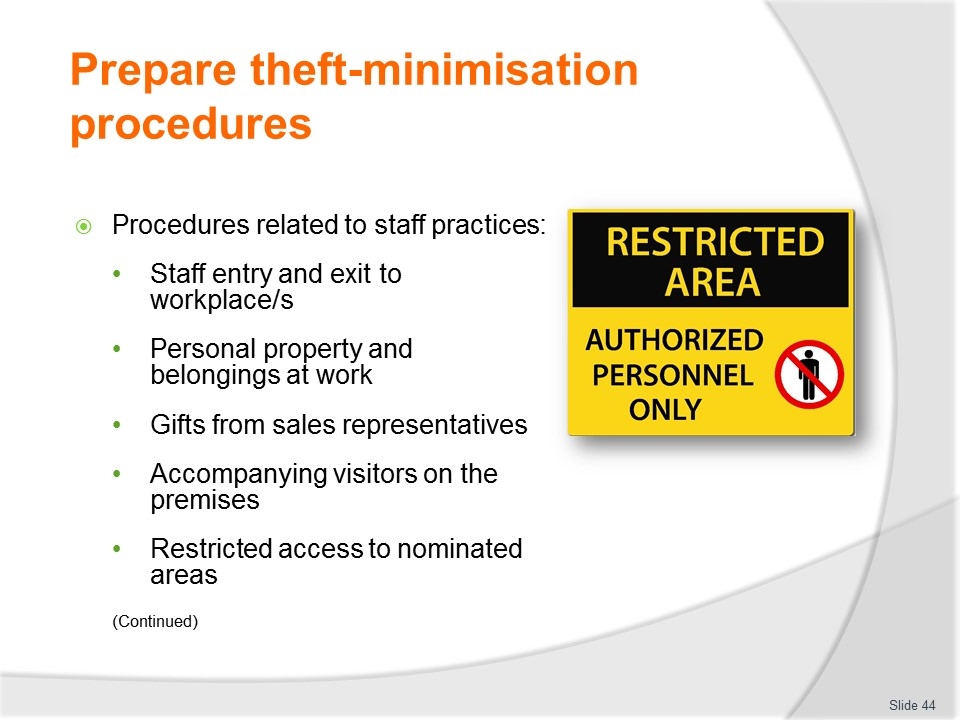 Prepare theft-minimisation
procedures
Procedures related to staff practices:
• Staff entry and exit to
workplace/s
• Personal property and
belongings at work
• Gifts from sales representatives
• Accompanying visitors on the
premises
• Restricted access to nominated
areas
(Continued)
RESTRICTED
AREA
AUTHORIZED
PERSONNEL
ONLY
Slide 44